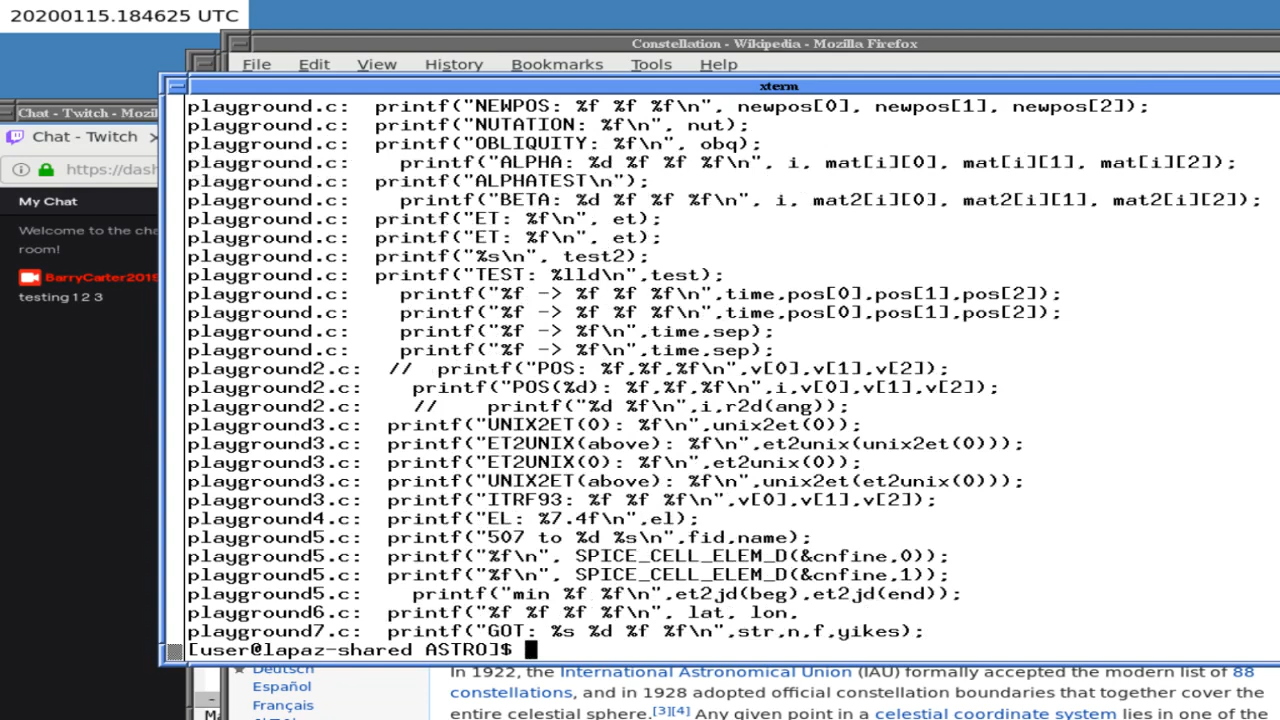 20200115.184625 UTC
Constellation - Wikipedia - Mozilla Firefox
File Edit View History Bookmarks Tools Help
xterm
Chat - Twitch - Mozil
Chat - Twitch
https://dash
My Chat
Welcome to the cha
room!
BarryCarter2019
testing 1 2 3
playground.c:  printf("NEWPOS: %f %f %f\n", newpos[0], newpos[1], newpos[2]);
playground.c:  printf("NUTATION: %f\n", nut);
playground.c:  printf("OBLIQUITY: %f\n", obq);
playground.c:    printf("ALPHA: %d %f %f %f\n", i, mat[i][0], mat[i][1], mat[i][2]);
playground.c:  printf("ALPHATEST\n");
playground.c:    printf("BETA: %d %f %f %f\n", i, mat2[i][0], mat2[i][1], mat2[i][2]);
playground.c:  printf("ET: %f\n", et);
playground.c:  printf("ET: %f\n", et);
playground.c:  printf("%s\n", test2);
playground.c:  printf("TEST: %lld\n",test);
playground.c:    printf("%f -> %f %f %f\n",time,pos[0],pos[1],pos[2]);
playground.c:    printf("%f -> %f %f %f\n",time,pos[0],pos[1],pos[2]);
playground.c:    printf("%f -> %f\n",time,sep);
playground.c:    printf("%f -> %f\n",time,sep);
playground2.c:  //  printf("POS: %f,%f,%f\n",v[0],v[1],v[2]);
playground2.c:    printf("POS(%d): %f,%f,%f\n",i,v[0],v[1],v[2]);
playground2.c:    //    printf("%d %f\n",i,r2d(ang));
playground3.c:  printf("UNIX2ET(0): %f\n",unix2et(0));
playground3.c:  printf("ET2UNIX(above): %f\n",et2unix(unix2et(0)));
playground3.c:  printf("ET2UNIX(0): %f\n",et2unix(0));
playground3.c:  printf("UNIX2ET(above): %f\n",unix2et(et2unix(0)));
playground3.c:  printf("ITRF93: %f %f %f\n",v[0],v[1],v[2]);
playground4.c:  printf("EL: %7.4f\n",el);
playground5.c:  printf("507 to %d %s\n",fid,name);
playground5.c:  printf("%f\n", SPICE_CELL_ELEM_D(&cnfine,0));
playground5.c:  printf("%f\n", SPICE_CELL_ELEM_D(&cnfine,1));
playground5.c:    printf("min %f %f\n",et2jd(beg),et2jd(end));
playground6.c:  printf("%f %f %f %f\n", lat, lon,
playground7.c:  printf("GOT: %s %d %f %f\n",str,n,f,yikes);
[user@lapaz-shared ASTRO]$
Deutsch
Español
Français
In 1922, the International Astronomical Union (IAU) formally accepted the modern list of 88
constellations, and in 1928 adopted official constellation boundaries that together cover the
entire celestial sphere.[3][4] Any given point in a celestial coordinate system lies in one of the